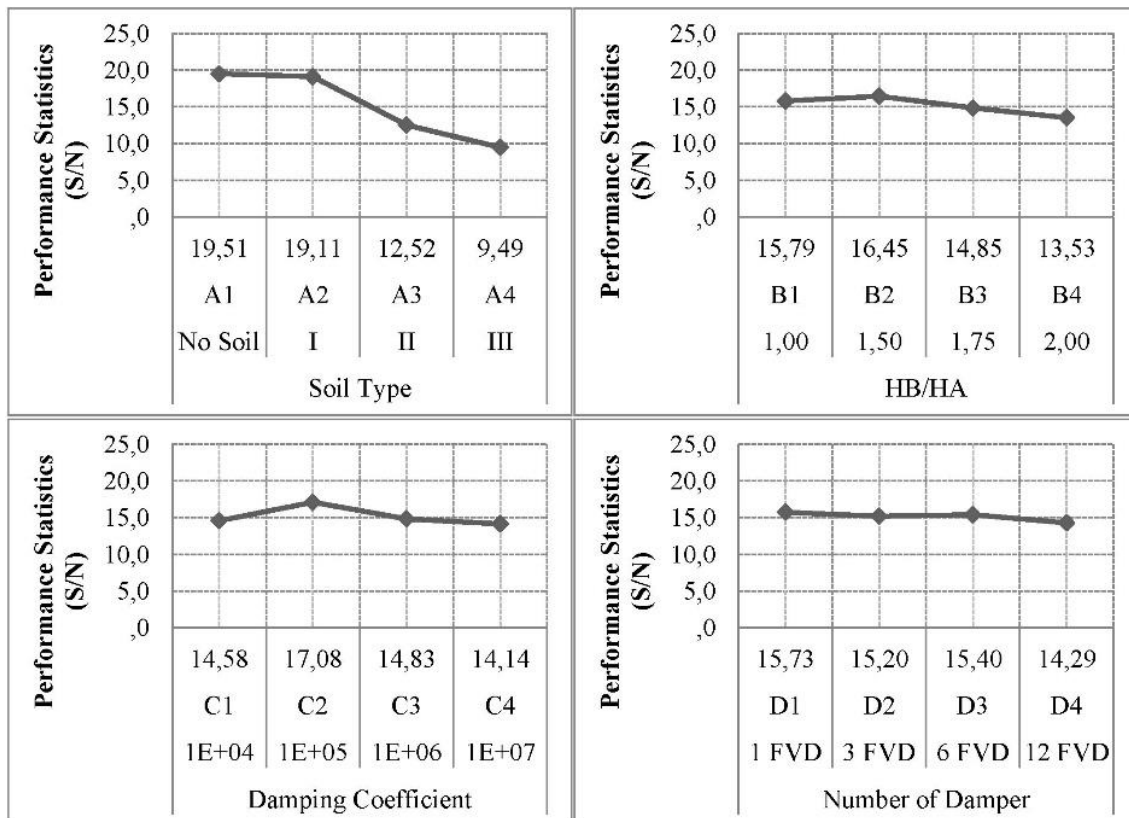 Performance Statistics
(S/N)
25,0
20,0
15,0
10,0
5,0
,0
19,51 19,11 12,52 9,49
A1 A2 A3 A4
No Soil I II III
Soil Type
Performance Statistics
(S/N)
25,0
20,0
15,0
10,0
5,0
,0
15,79 16,45 14,85 13,53
B1 B2 B3 B4
1,00 1,50 1,75 2,00
HB/HA
Performance Statistics
(S/N)
25,0
20,0
15,0
10,0
5,0
,0
14,58 17,08 14,83 14,14
C1 C2 C3 C4
1E+04 1E+05 1E+06 1E+07
Damping Coefficient
Performance Statistics
(S/N)
25,0
20,0
15,0
10,0
5,0
,0
15,73 15,20 15,40 14,29
D1 D2 D3 D4
1 FVD 3 FVD 6 FVD 12 FVD
Number of Damper